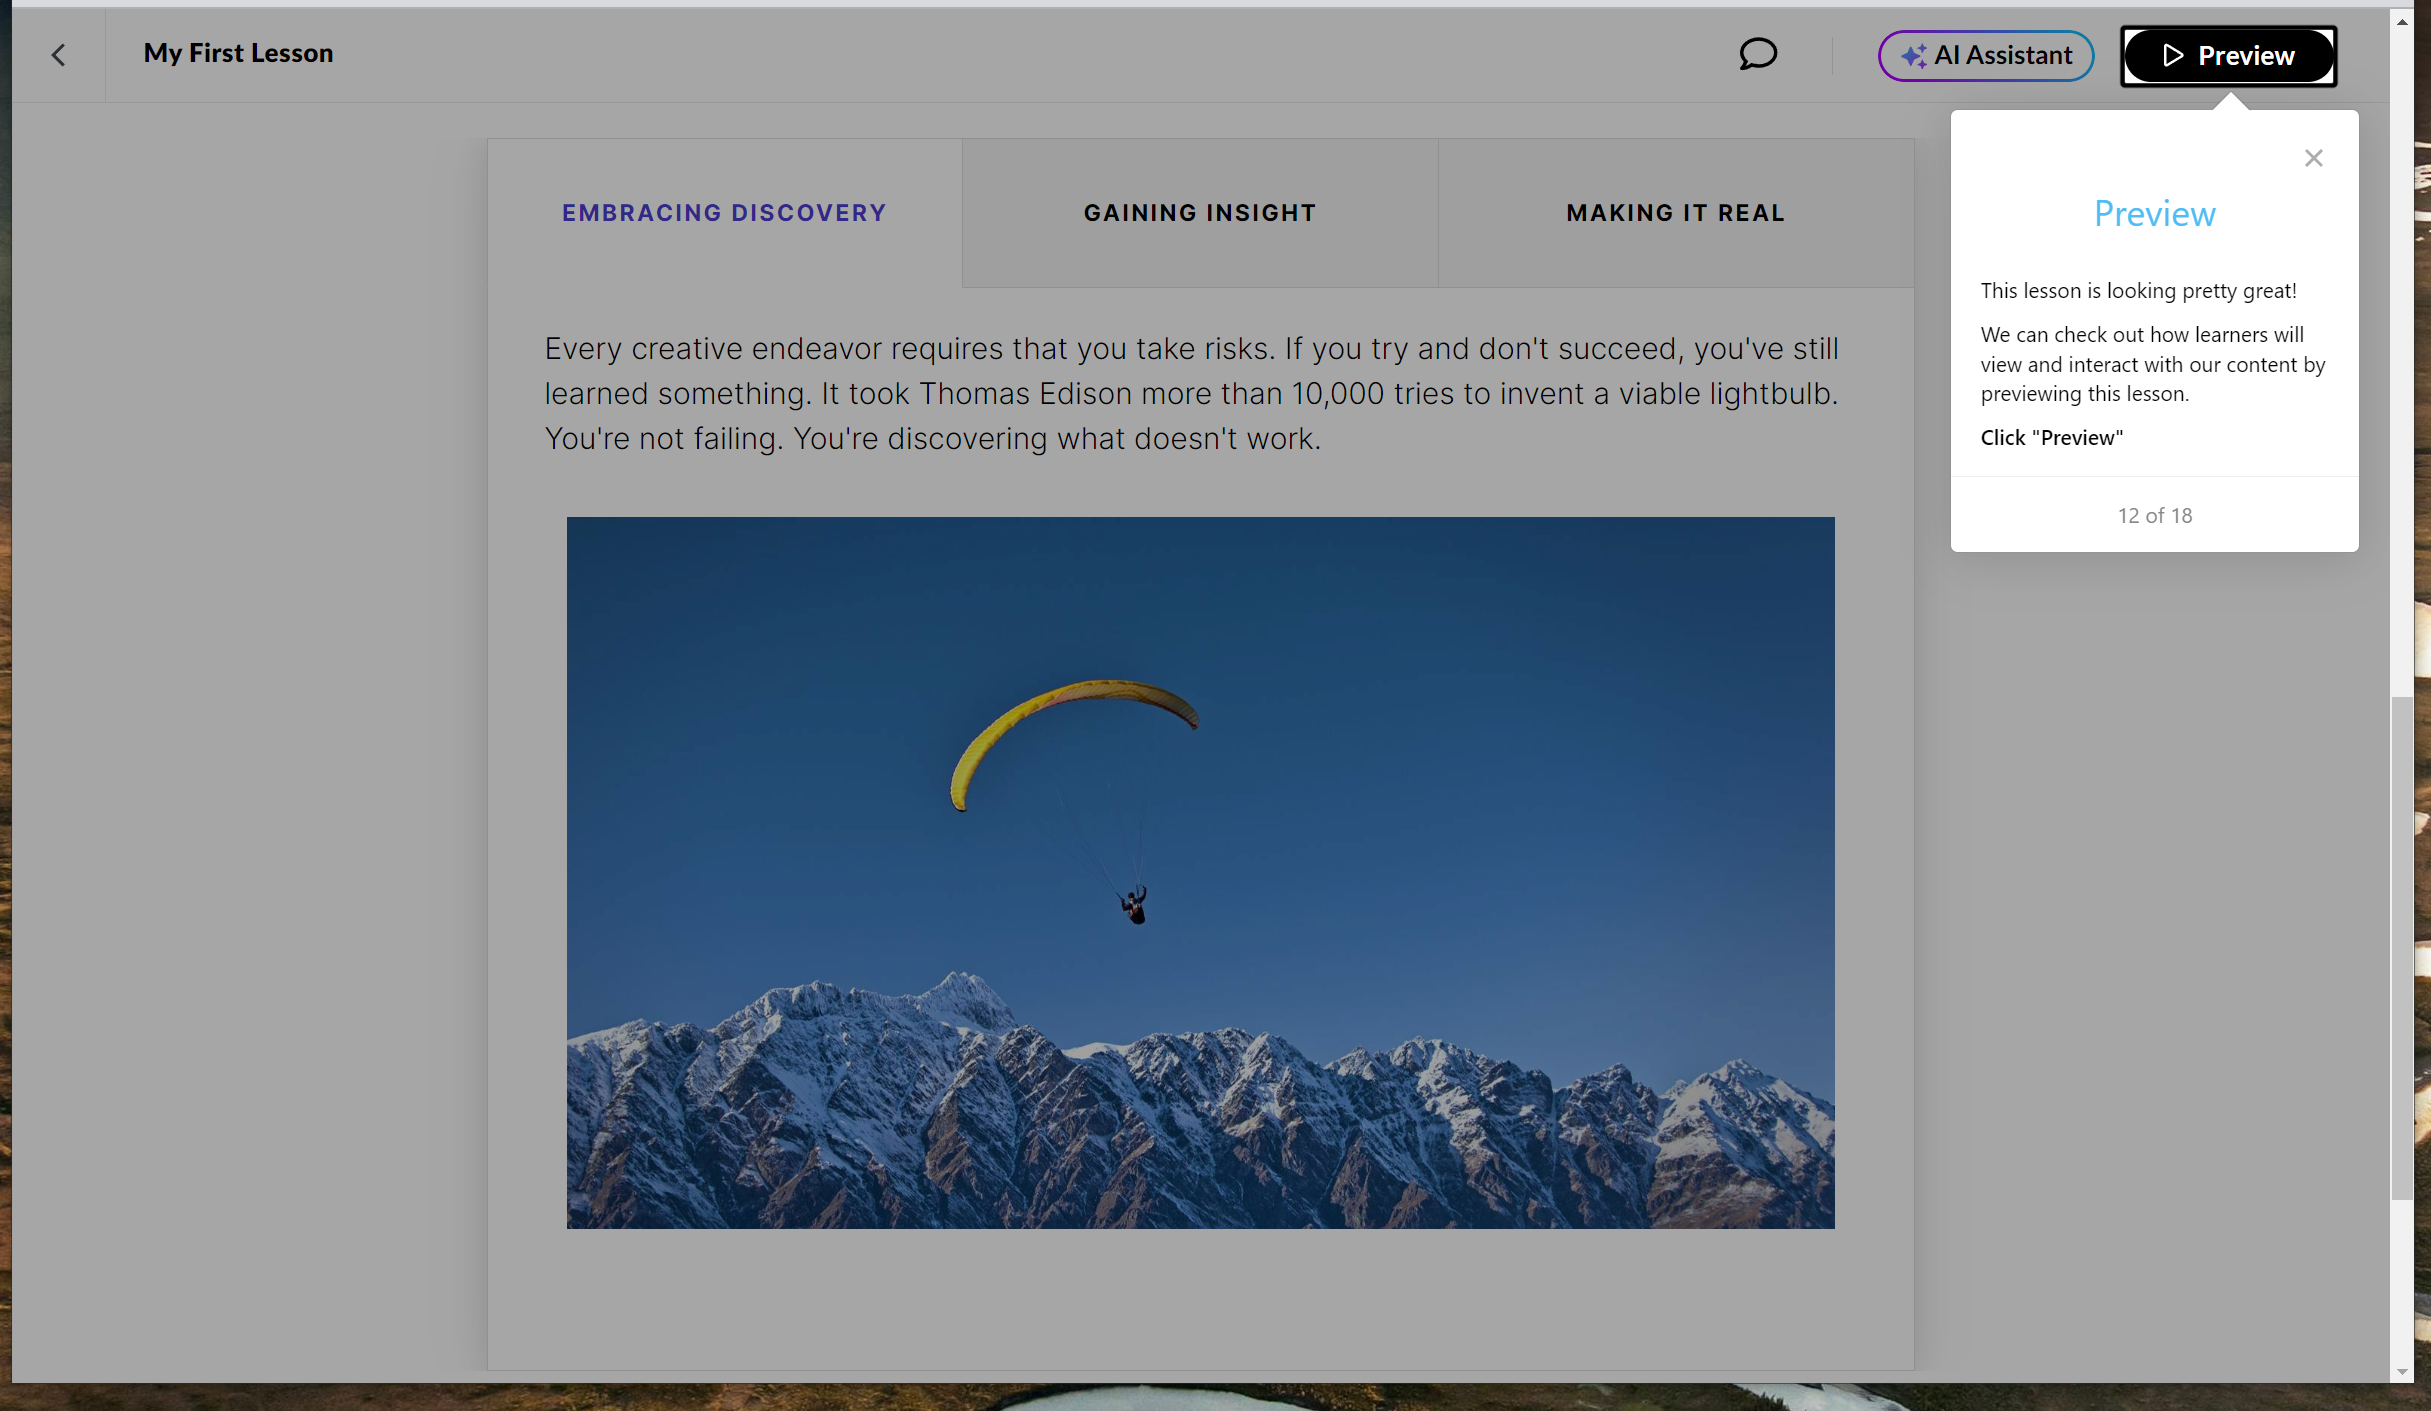 My First Lesson
AI Assistant
Preview
EMBRACING DISCOVERY
GAINING INSIGHT
MAKING IT REAL
Every creative endeavor requires that you take risks. If you try and don't succeed, you've still
learned something. It took Thomas Edison more than 10,000 tries to invent a viable lightbulb.
You're not failing. You're discovering what doesn't work.
Preview
This lesson is looking pretty great!
We can check out how learners will
view and interact with our content by
previewing this lesson.
Click "Preview"
12 of 18